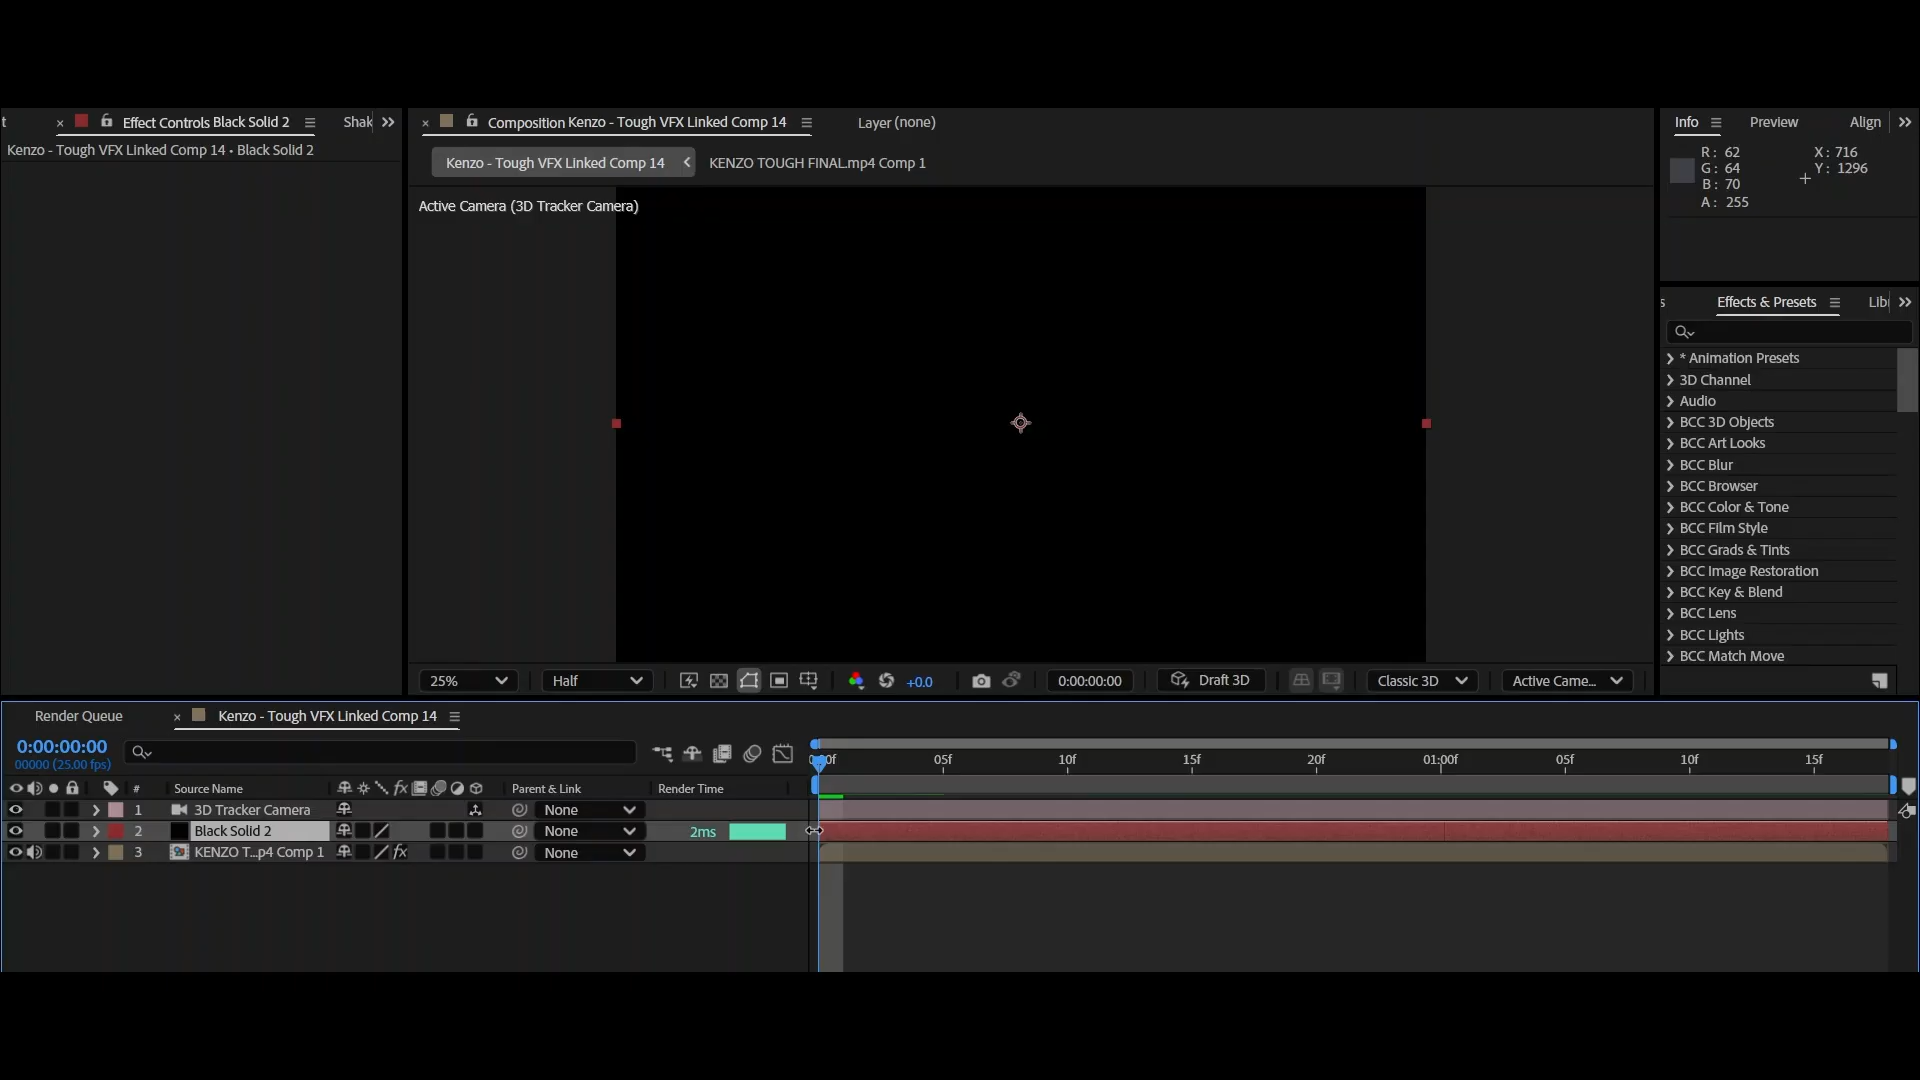 t
Effect Controls Black Solid 2
Shak
Kenzo - Tough VFX Linked Comp 14 • Black Solid 2
Composition Kenzo - Tough VFX Linked Comp 14
Layer (none)
Kenzo - Tough VFX Linked Comp 14
KENZO TOUGH FINAL.mp4 Comp 1
Active Camera (3D Tracker Camera)
25%
Half
+0.0
0:00:00:00
Draft 3D
Classic 3D
Active Came...
Info
Preview
Align
R: 62
G: 64
B: 70
A: 255
X: 716
Y: 1296
s
Effects & Presets
Lib
* Animation Presets
3D Channel
Audio
BCC 3D Objects
BCC Art Looks
BCC Blur
BCC Browser
BCC Color & Tone
BCC Film Style
BCC Grads & Tints
BCC Image Restoration
BCC Key & Blend
BCC Lens
BCC Lights
BCC Match Move
Render Queue
Kenzo - Tough VFX Linked Comp 14
0:00:00:00
00000 (25.00 fps)
05f
10f
15f
20f
01:00f
05f
10f
15f
#
Source Name
fx
Parent & Link
Render Time
1
3D Tracker Camera
None
2
Black Solid 2
None
2ms
3
KENZO T...p4 Comp 1
fx
None